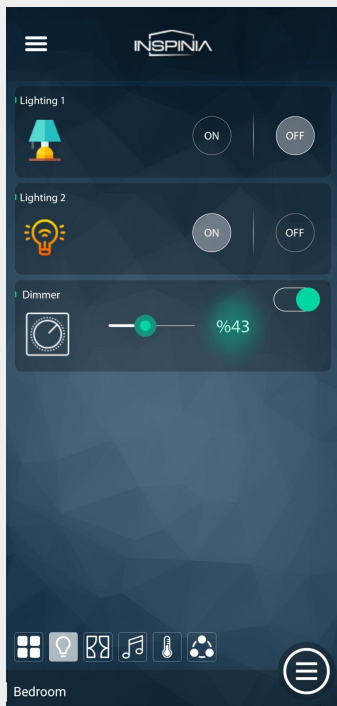 INSPINIA
Lighting 1
ON
OFF
Lighting 2
ON
OFF
Dimmer
%43
Bedroom